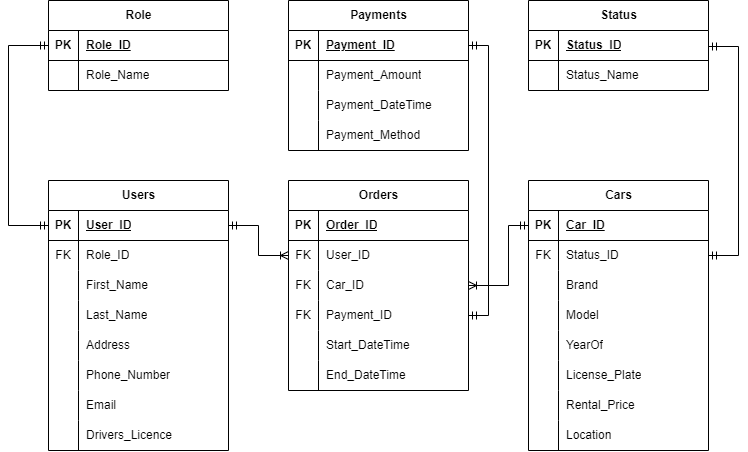 Role
PK Role_ID
Role_Name
Payments
PK Payment_ID
Payment_Amount
Payment_DateTime
Payment_Method
Status
PK Status_ID
Status_Name
Users
PK User_ID
FK Role_ID
First_Name
Last_Name
Address
Phone_Number
Email
Drivers_Licence
Orders
PK Order_ID
FK User_ID
FK Car_ID
FK Payment_ID
Start_DateTime
End_DateTime
Cars
PK Car_ID
FK Status_ID
Brand
Model
YearOf
License_Plate
Rental_Price
Location